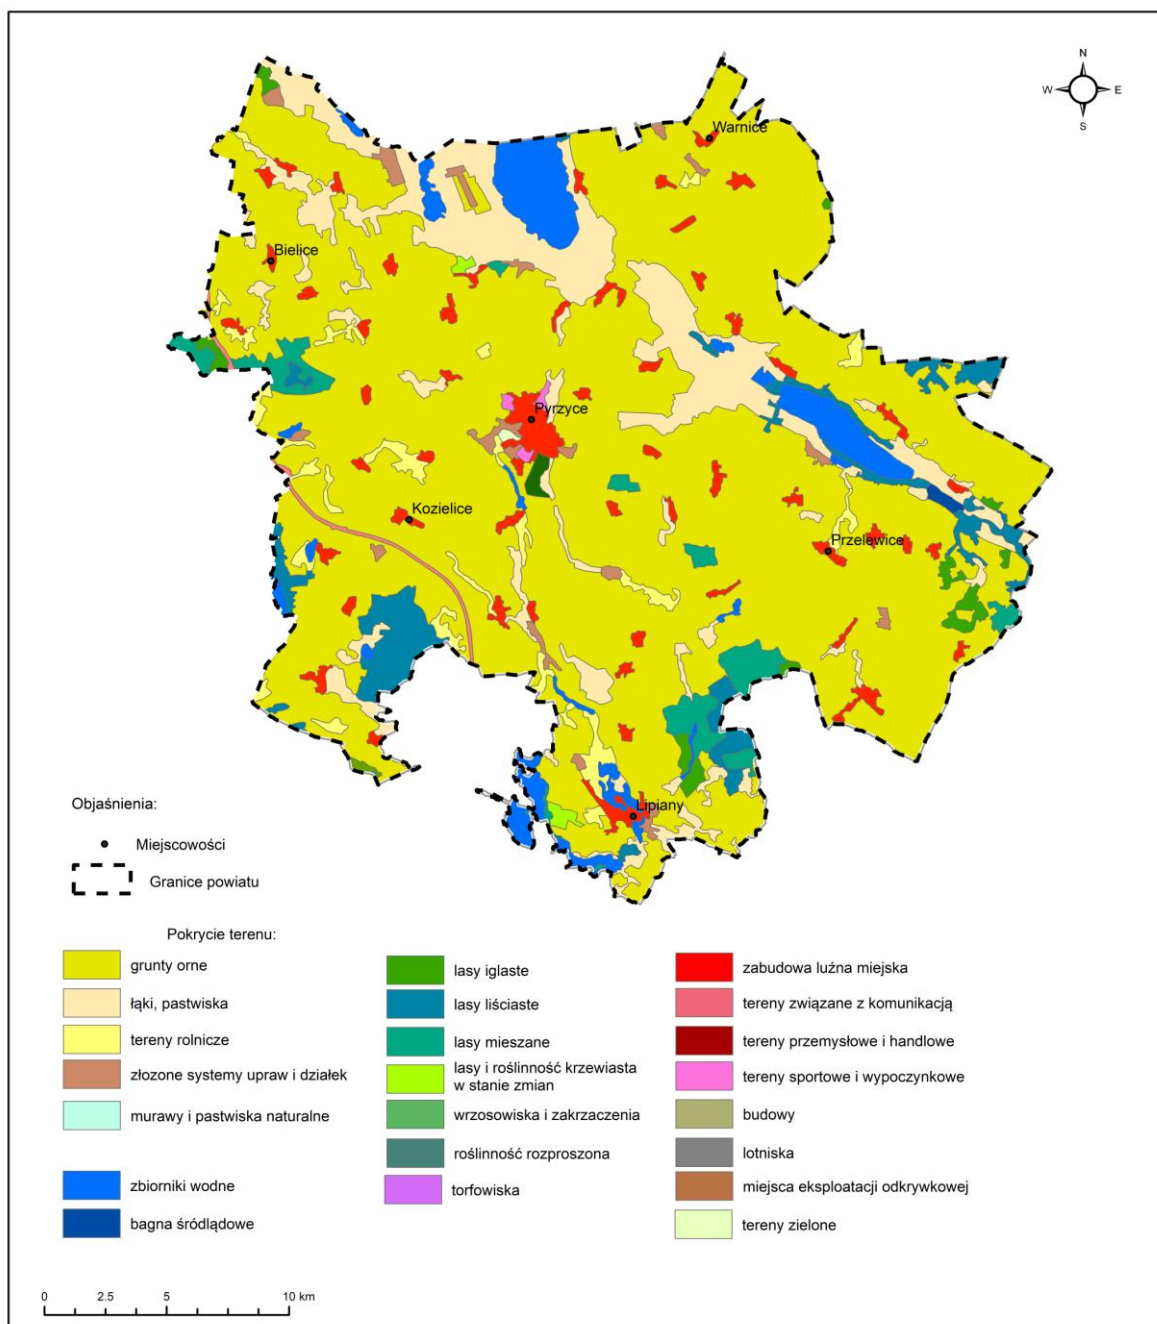 N
W
E
S
Warnice
Bielice
Pyrzyce
Kozielice
Przelewice
Lipiany
Objaśnienia:
Miejscowości
Granice powiatu
Pokrycie terenu:
grunty orne
łąki, pastwiska
tereny rolnicze
złozone systemy upraw i działek
murawy i pastwiska naturalne
zbiorniki wodne
bagna śródlądowe
lasy iglaste
lasy liściaste
lasy mieszane
lasy i roślinność krzewiasta
w stanie zmian
wrzosowiska i zakrzaczenia
roślinność rozproszona
torfowiska
zabudowa luźna miejska
tereny związane z komunikacją
tereny przemysłowe i handlowe
tereny sportowe i wypoczynkowe
budowy
lotniska
miejsca eksploatacji odkrywkowej
tereny zielone
0 2.5 5 10 km